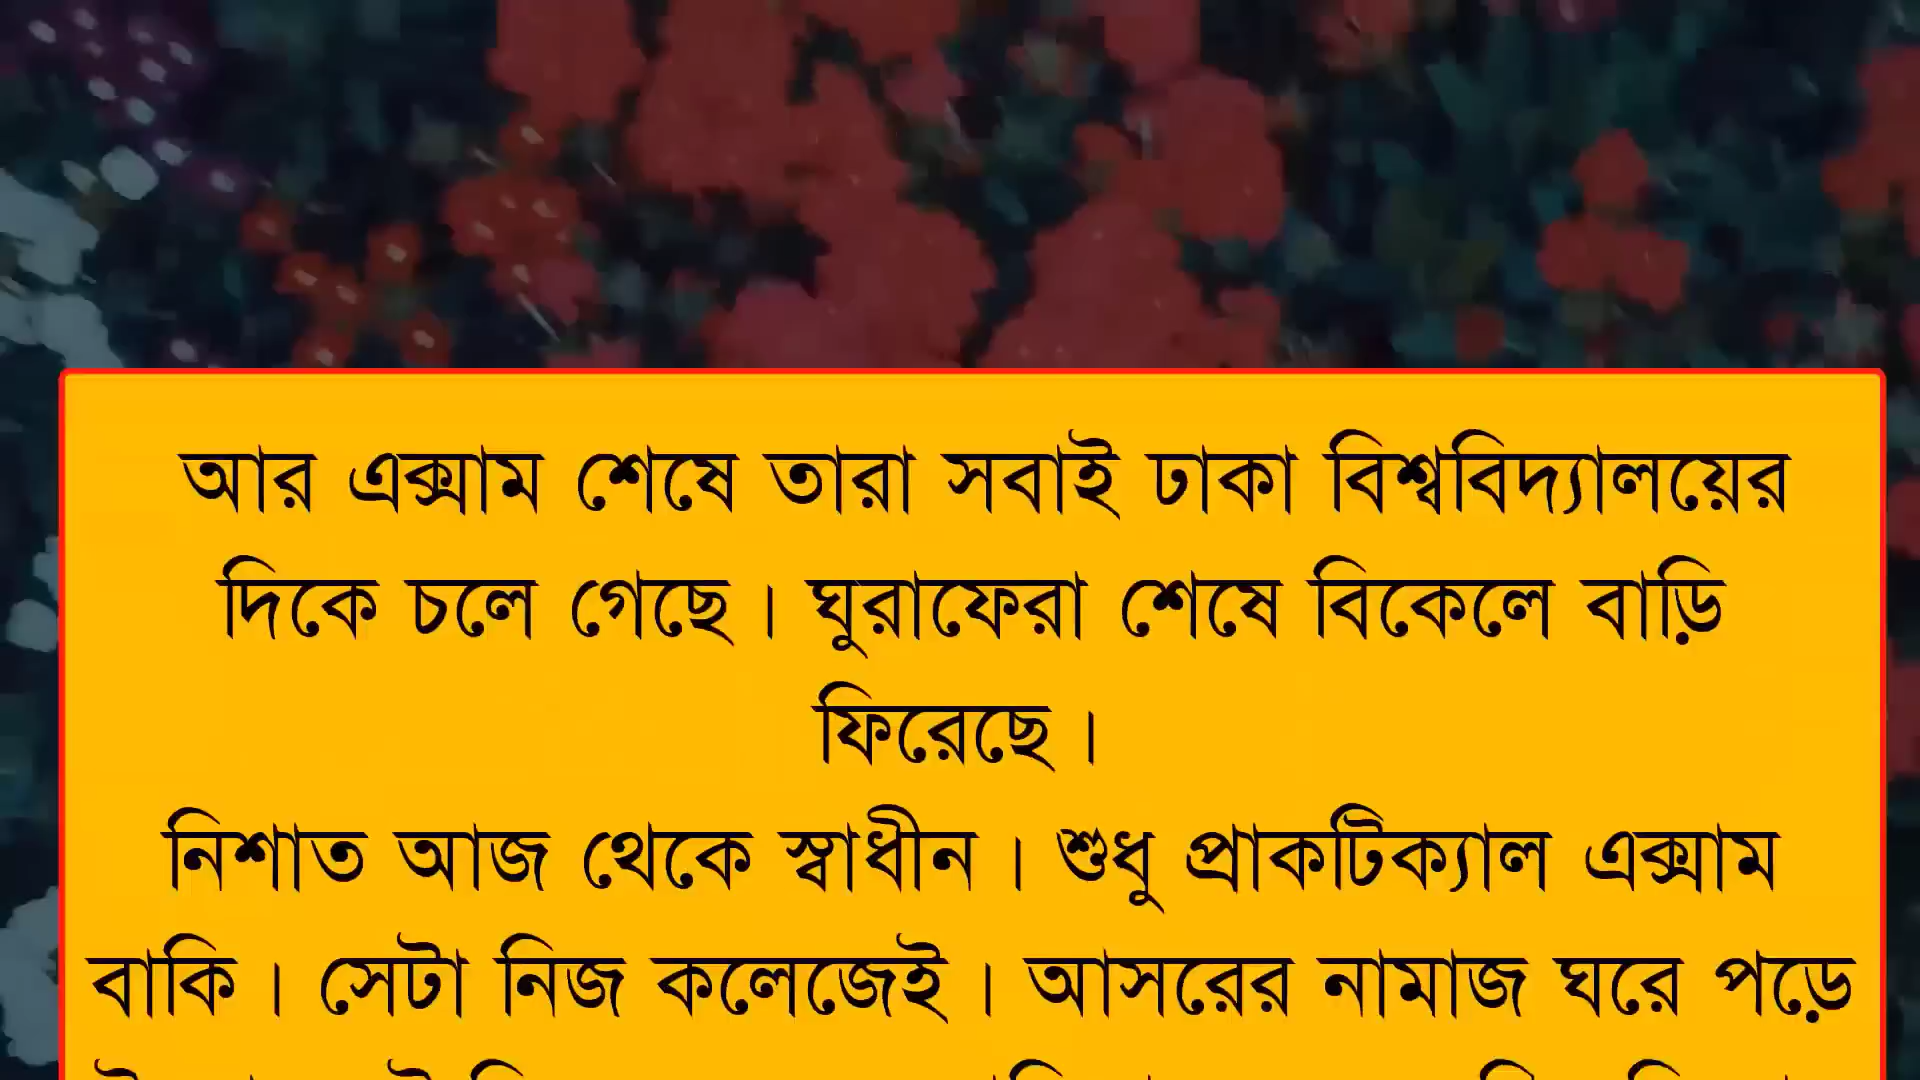 আর এক্সাম শেষে তারা সবাই ঢাকা বিশ্ববিদ্যালয়ের
দিকে চলে গেছে। ঘুরাফেরা শেষে বিকেলে বাড়ি
ফিরেছে।
নিশাত আজ থেকে স্বাধীন। শুধু প্রাকটিক্যাল এক্সাম
বাকি। সেটা নিজ কলেজেই। আসরের নামাজ ঘরে পড়ে